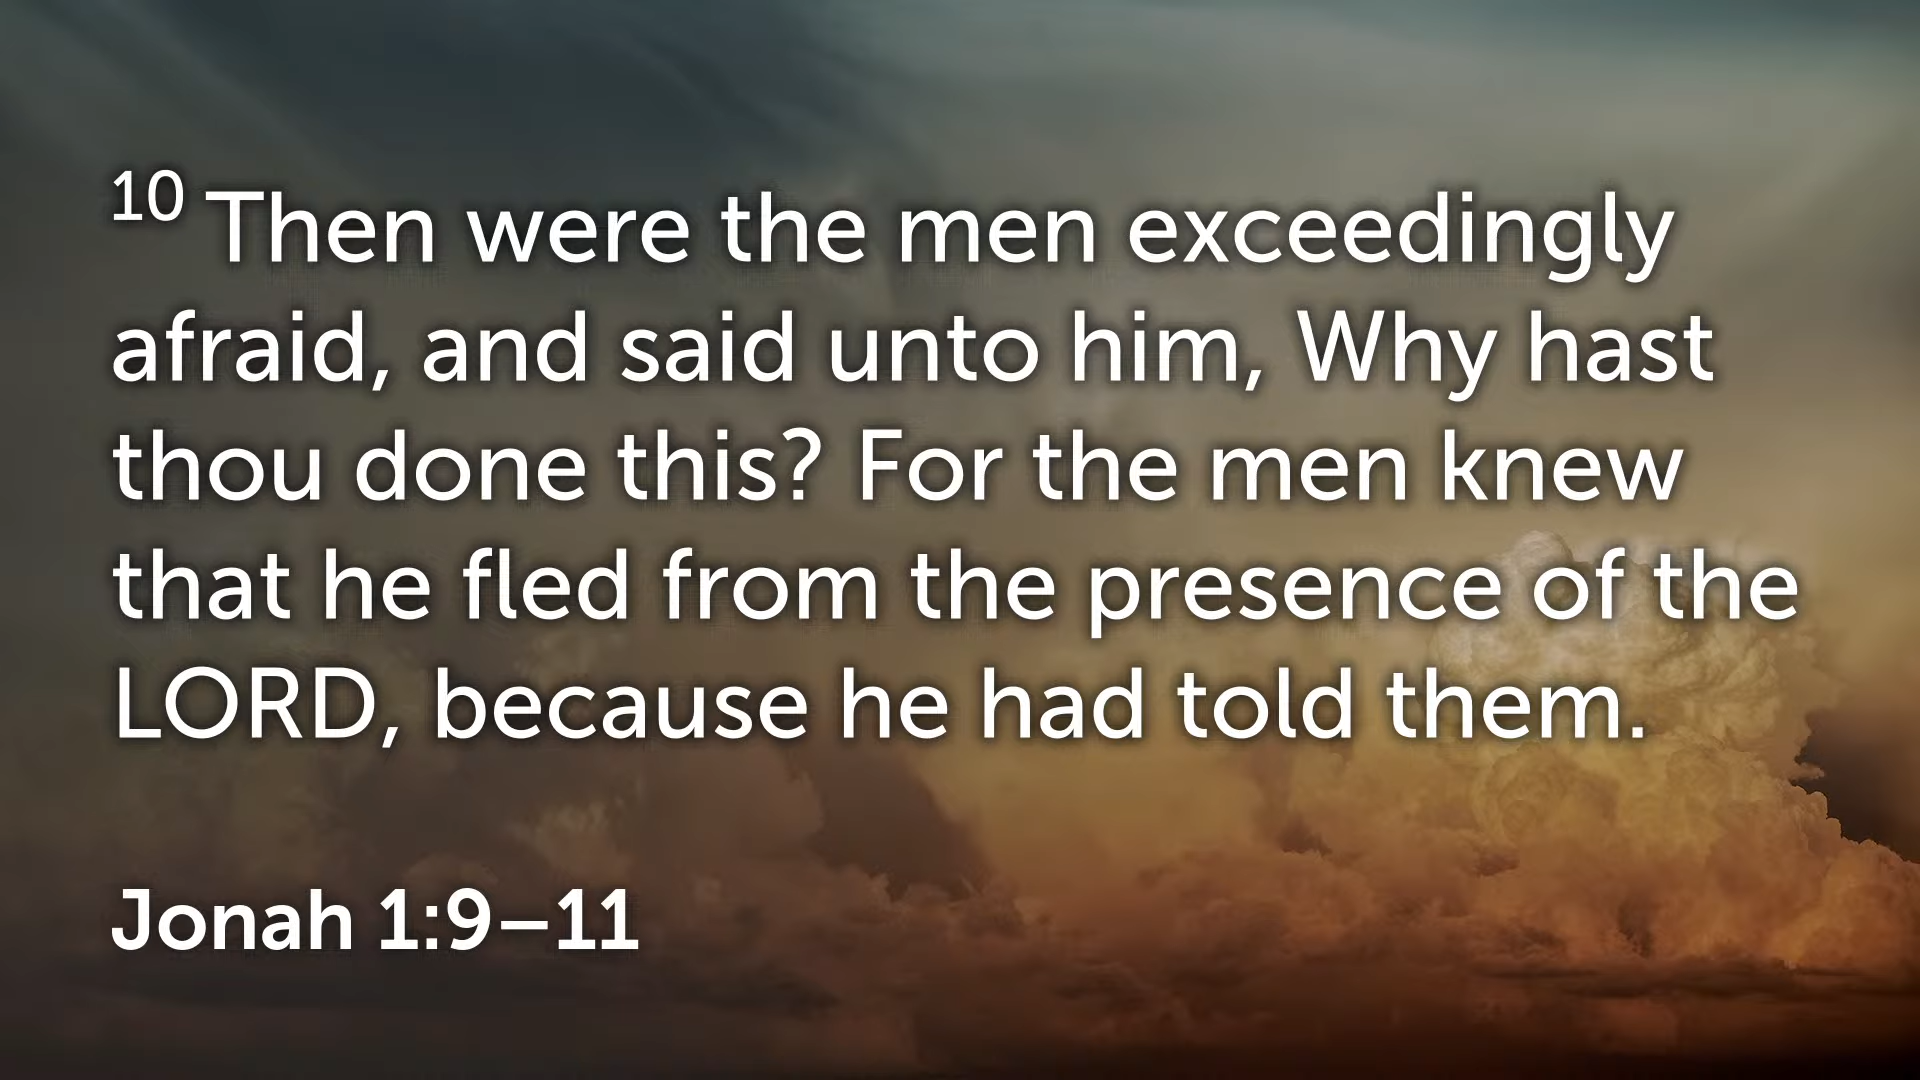 10 Then were the men exceedingly
afraid, and said unto him, Why hast
thou done this? For the men knew
that he fled from the presence of the
LORD, because he had told them.
Jonah 1:9–11